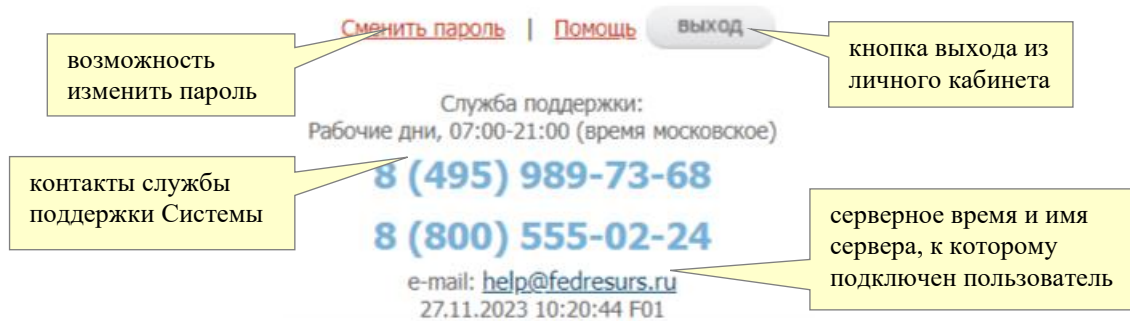 Сменить пароль | Помощь выход
возможность
изменить пароль
кнопка выхода из
личного кабинета
Служба поддержки:
Рабочие дни, 07:00-21:00 (время московское)
8 (495) 989-73-68
контакты службы
поддержки Системы
8 (800) 555-02-24
серверное время и имя
сервера, к которому
подключен пользователь
e-mail: help@fedresurs.ru
27.11.2023 10:20:44 F01